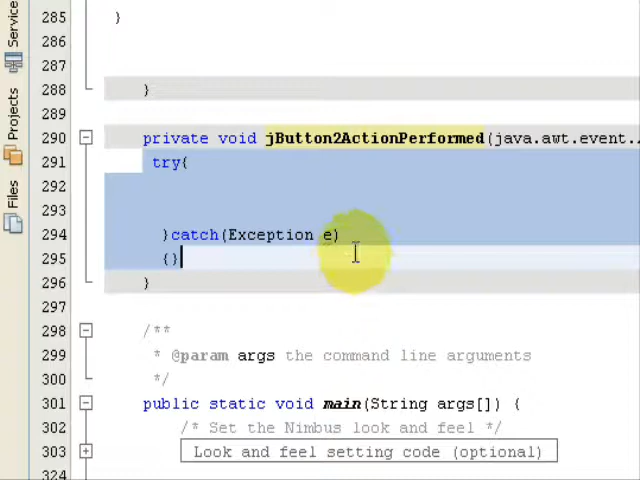 Service
Projects
Files
285 }
286
287
288 }
289
290 private void jButton2ActionPerformed(java.awt.event...
291 try{
292
293
294 }catch(Exception e)
295 {}
296 }
297
298 /**
299 * @param args the command line arguments
300 */
301 public static void main(String args[]) {
302 /* Set the Nimbus look and feel */
303 Look and feel setting code (optional)
324